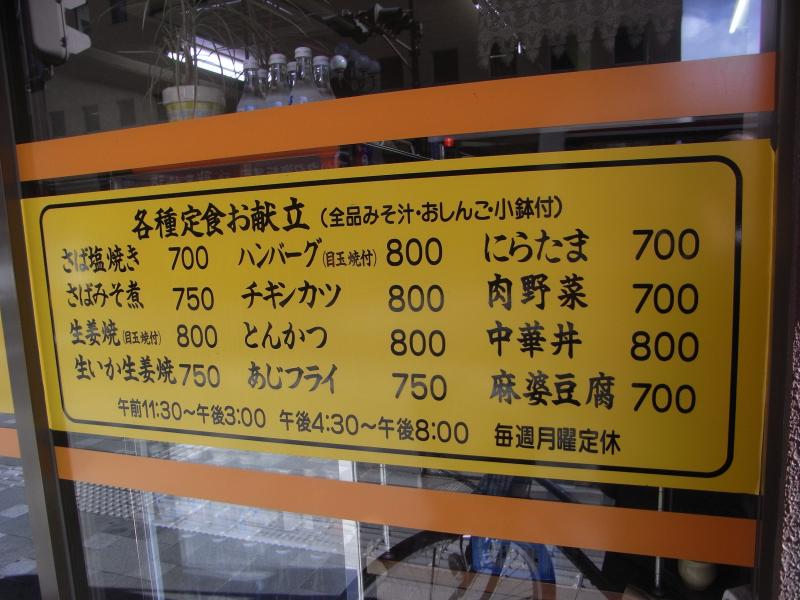 各種定食お献立（全品みそ汁・おしんこ・小鉢付）
さば塩焼き 700 ハンバーグ（目玉焼付） 800 にらたま 700
さばみそ煮 750 チキンカツ 800 肉野菜 700
生姜焼（目玉焼付） 800 とんかつ 800 中華丼 800
生いか生姜焼 750 あじフライ 750 麻婆豆腐 700
午前11:30〜午後3:00 午後4:30〜午後8:00 毎週月曜定休